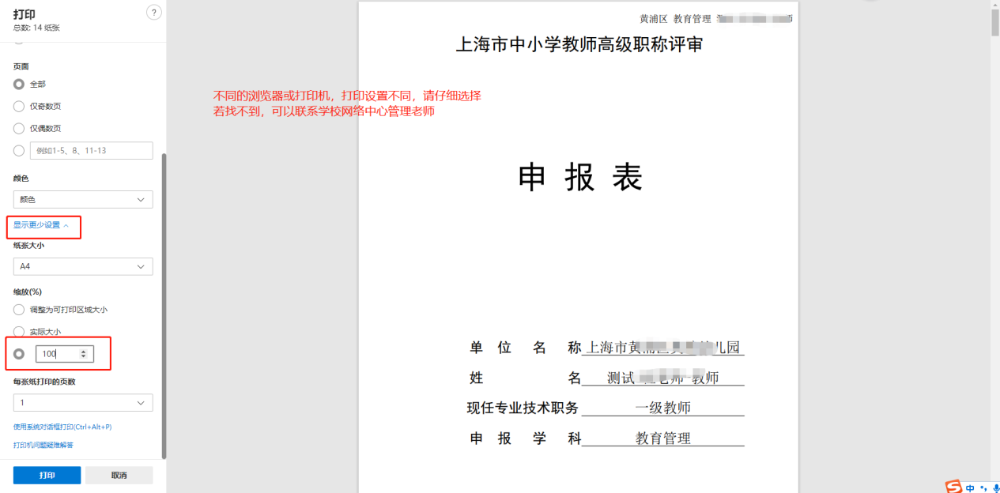 打印
?
总数: 14 纸张
页面
全部
仅奇数页
仅偶数页
例如1-5、8、11-13
颜色
颜色
显示更少设置
纸张大小
A4
缩放(%)
调整为可打印区域大小
实际大小
100
每张纸打印的页数
1
使用系统对话框打印(Ctrl+Alt+P)
打印机问题疑难解答
打印
取消
不同的浏览器或打印机，打印设置不同，请仔细选择
若找不到，可以联系学校网络中心管理老师
黄浦区 教育管理
上海市中小学教师高级职称评审
申 报 表
单 位 名 称 上海市黄 儿园
姓 名 测试 教师
现任专业技术职务 一级教师
申 报 学 科 教育管理
S 中